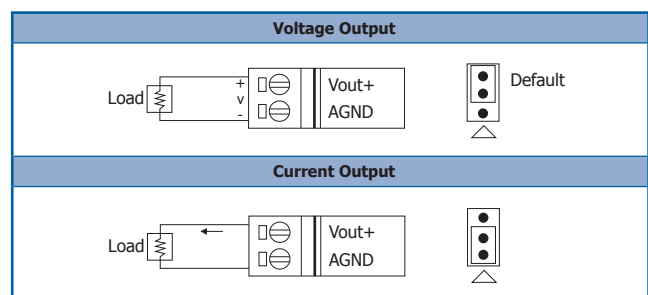 Voltage Output
Load
+
v
-
Vout+
AGND
Default
Current Output
Load
Vout+
AGND